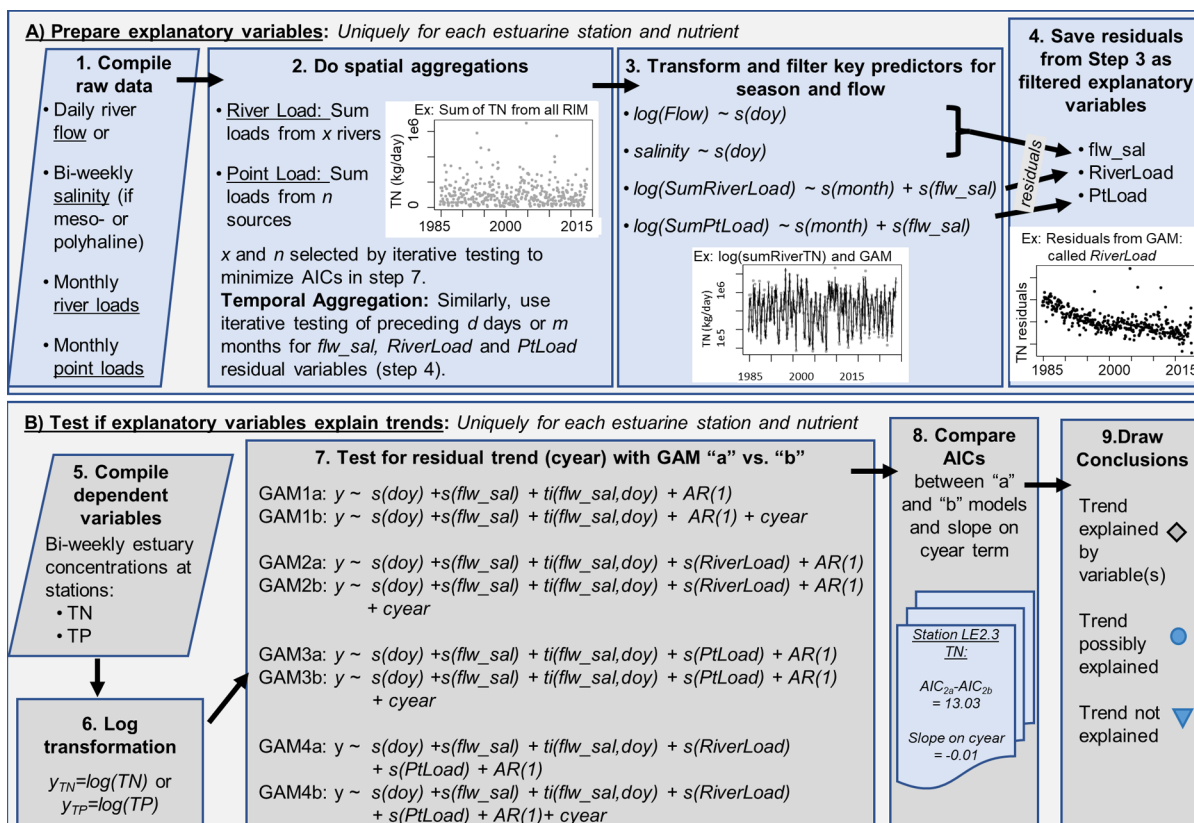 A) Prepare explanatory variables: Uniquely for each estuarine station and nutrient
1. Compile
raw data
• Daily river
flow or
• Bi-weekly
salinity (if
meso- or
polyhaline)
• Monthly
river loads
• Monthly
point loads
2. Do spatial aggregations
• River Load: Sum
loads from x rivers
• Point Load: Sum
loads from n
sources
Ex: Sum of TN from all RIM
TN (kg/day)
1e6
0
1985
2000
2015
x and n selected by iterative testing to
minimize AICs in step 7.
Temporal Aggregation: Similarly, use
iterative testing of preceding d days or m
months for flw_sal, RiverLoad and PtLoad
residual variables (step 4).
3. Transform and filter key predictors for
season and flow
• log(Flow) ~ s(doy)
• salinity ~ s(doy)
• log(SumRiverLoad) ~ s(month) + s(flw_sal)
• log(SumPtLoad) ~ s(month) + s(flw_sal)
residuals
Ex: log(sumRiverTN) and GAM
TN (kg/day)
1e6
1e5
1985
2000
2015
4. Save residuals
from Step 3 as
filtered explanatory
variables
• flw_sal
• RiverLoad
• PtLoad
Ex: Residuals from GAM:
called RiverLoad
TN residuals
1985
2000
2015
B) Test if explanatory variables explain trends: Uniquely for each estuarine station and nutrient
5. Compile
dependent
variables
Bi-weekly estuary
concentrations at
stations:
• TN
• TP
6. Log
transformation
yTN=log(TN) or
yTP=log(TP)
7. Test for residual trend (cyear) with GAM “a” vs. “b”
GAM1a: y ~ s(doy) +s(flw_sal) + ti(flw_sal,doy) + AR(1)
GAM1b: y ~ s(doy) +s(flw_sal) + ti(flw_sal,doy) + AR(1) + cyear
GAM2a: y ~ s(doy) +s(flw_sal) + ti(flw_sal,doy) + s(RiverLoad) + AR(1)
GAM2b: y ~ s(doy) +s(flw_sal) + ti(flw_sal,doy) + s(RiverLoad) + AR(1)
+ cyear
GAM3a: y ~ s(doy) +s(flw_sal) + ti(flw_sal,doy) + s(PtLoad) + AR(1)
GAM3b: y ~ s(doy) +s(flw_sal) + ti(flw_sal,doy) + s(PtLoad) + AR(1)
+ cyear
GAM4a: y ~ s(doy) +s(flw_sal) + ti(flw_sal,doy) + s(RiverLoad)
+ s(PtLoad) + AR(1)
GAM4b: y ~ s(doy) +s(flw_sal) + ti(flw_sal,doy) + s(RiverLoad)
+ s(PtLoad) + AR(1)+ cyear
8. Compare
AICs
between “a”
and “b” models
and slope on
cyear term
Station LE2.3
TN:
AIC2a-AIC2b
= 13.03
Slope on cyear
= -0.01
9.Draw
Conclusions
Trend
explained
by
variable(s)
Trend
possibly
explained
Trend not
explained